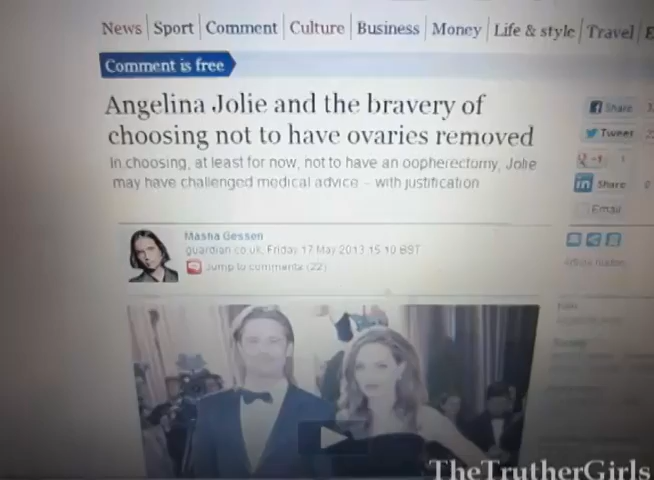 News Sport Comment Culture Business Money Life & style Travel E
Comment is free
Angelina Jolie and the bravery of
choosing not to have ovaries removed
In choosing, at least for now, not to have an oopherectomy, Jolie
may have challenged medical advice – with justification
Share
Tweet
+1
in Share
Email
Masha Gessen
guardian.co.uk, Friday 17 May 2013 15.10 BST
Jump to comments (22)
TheTrutherGirls